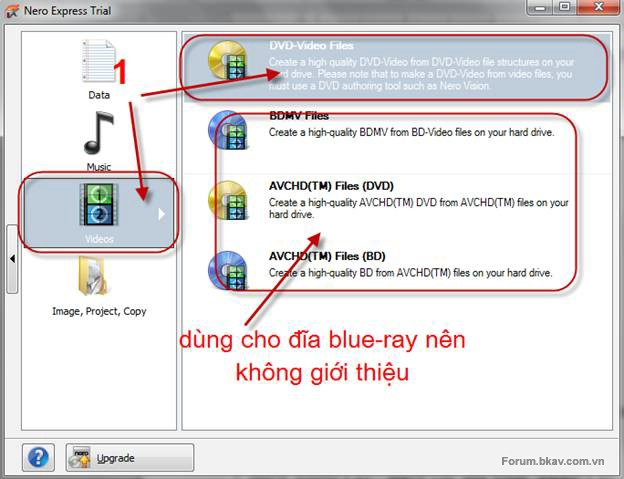 Nero Express Trial
1
Data
Music
Videos
Image, Project, Copy
DVD-Video Files
Create a high quality DVD-Video from DVD-Video file structures on your
hard drive. Please note that to make a DVD-Video from video files, you
must use a DVD authoring tool such as Nero Vision.
BDMV Files
Create a high-quality BDMV from BD-Video files on your hard drive.
AVCHD(TM) Files (DVD)
Create a high-quality AVCHD(TM) DVD from AVCHD(TM) files on your
hard drive.
AVCHD(TM) Files (BD)
Create a high-quality BD from AVCHD(TM) files on your hard drive.
dùng cho đĩa blue-ray nên
không giới thiệu
?
nero
Upgrade
Forum.bkav.com.vn